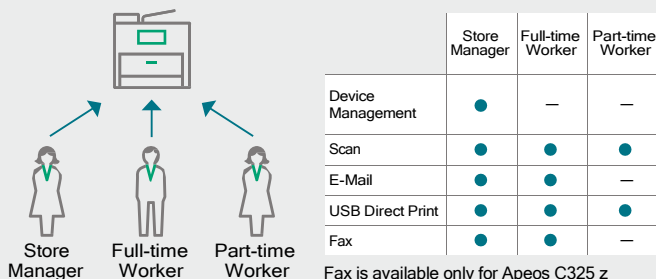 Store Manager
Full-time Worker
Part-time Worker
Store Manager
Full-time Worker
Part-time Worker
Device Management
● — —
Scan ● ● ●
E-Mail ● ● —
USB Direct Print ● ● ●
Fax ● ● —
Fax is available only for Apeos C325 z